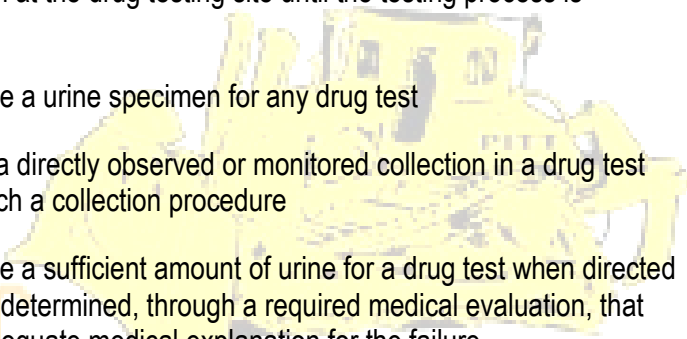 at the drug testing site until the testing process is
e a urine specimen for any drug test
a directly observed or monitored collection in a drug test
ch a collection procedure
e a sufficient amount of urine for a drug test when directed
determined, through a required medical evaluation, that
equate medical explanation for the failure